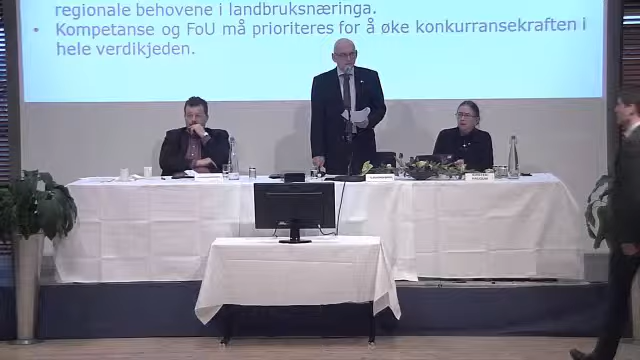 regionale behovene i landbruksnæringa.
• Kompetanse og FoU må prioriteres for å øke konkurransekraften i
hele verdikjeden.